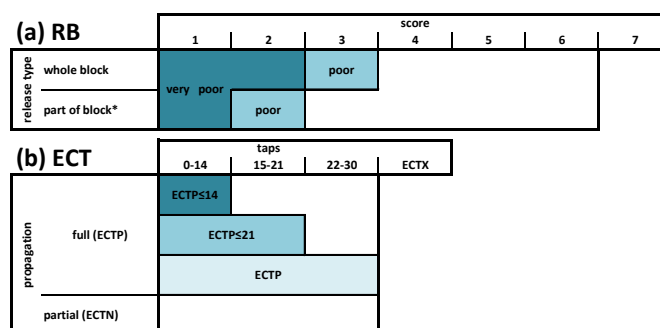 (a) RB
score
1 2 3 4 5 6 7
release type
whole block
very poor
poor
part of block*
poor
(b) ECT
taps
0-14 15-21 22-30 ECTX
propagation
ECTP≤14
full (ECTP)
ECTP≤21
ECTP
partial (ECTN)